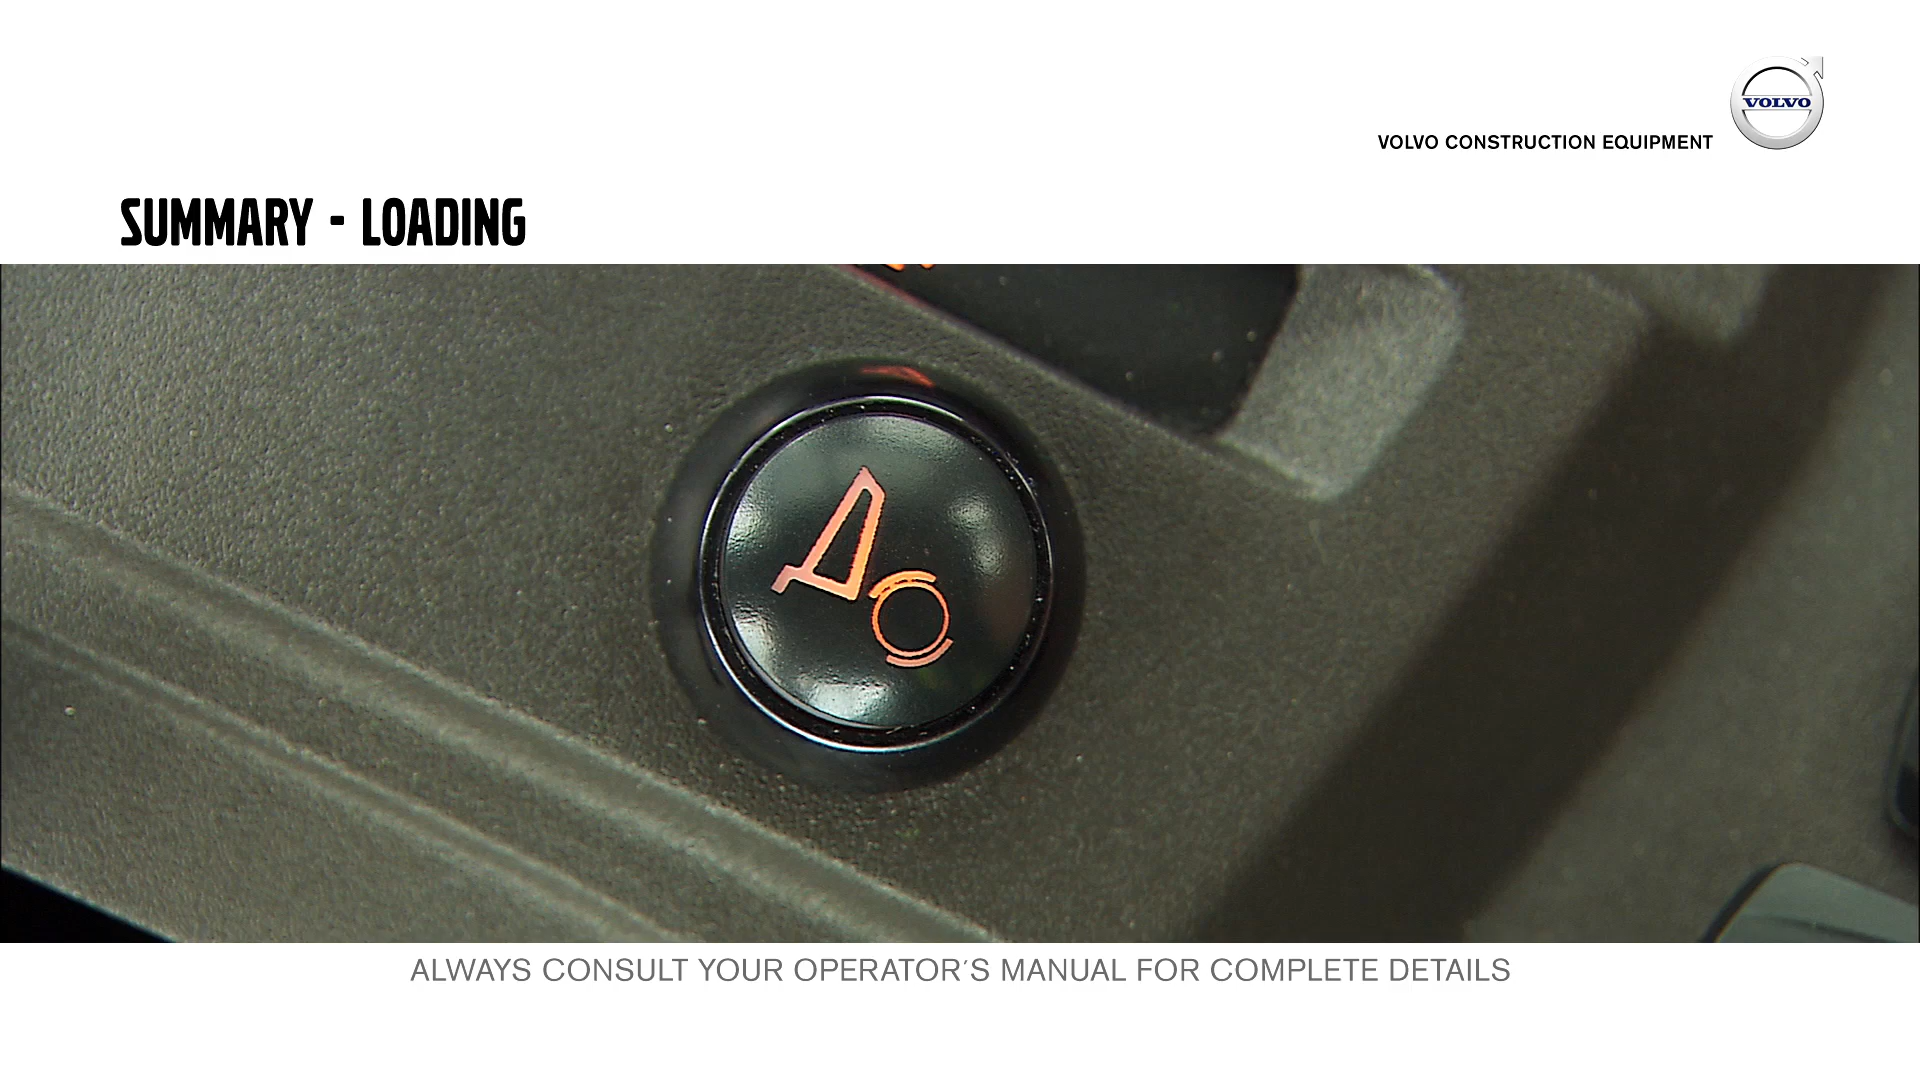 VOLVO
VOLVO CONSTRUCTION EQUIPMENT
SUMMARY - LOADING
ALWAYS CONSULT YOUR OPERATOR´S MANUAL FOR COMPLETE DETAILS